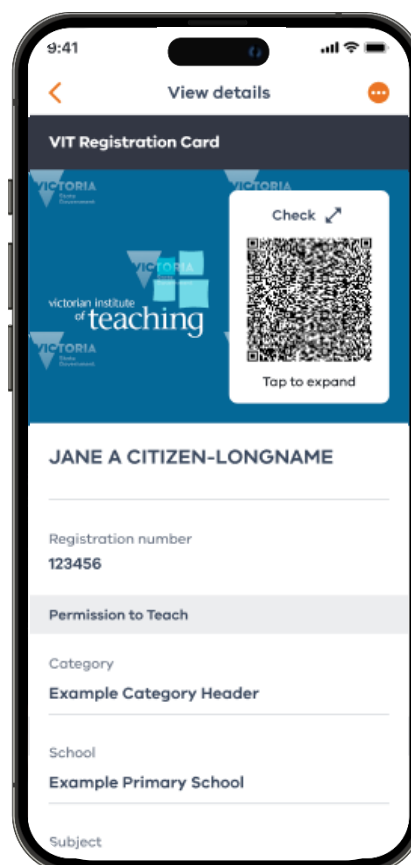 9:41
View details
VIT Registration Card
VICTORIA
State
Government
VICTORIA
State
Government
Check
VICTORIA
victorian institute
of teaching
VICTORIA
State
Government
Tap to expand
JANE A CITIZEN-LONGNAME
Registration number
123456
Permission to Teach
Category
Example Category Header
School
Example Primary School
Subject